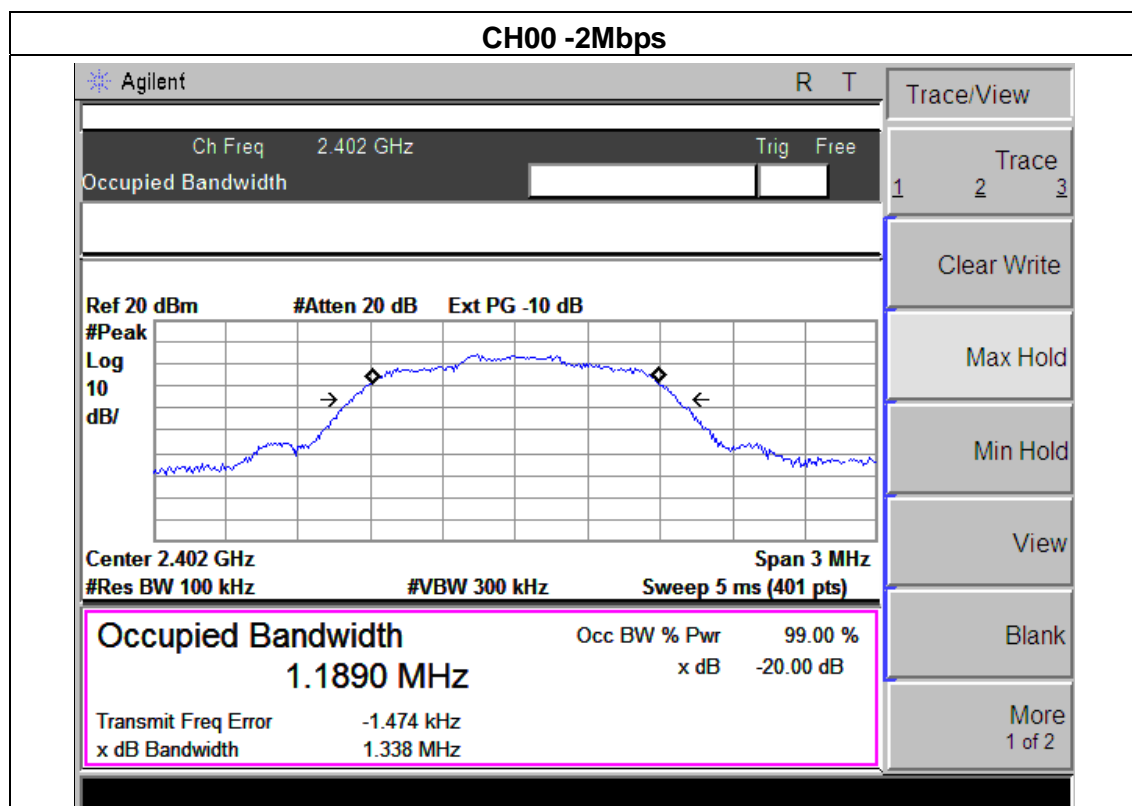 CH00 -2Mbps
Agilent R T
Trace/View
Ch Freq 2.402 GHz Trig Free
Occupied Bandwidth
Trace
1 2 3
Clear Write
Ref 20 dBm #Atten 20 dB Ext PG -10 dB
#Peak
Log
10
dB/
Max Hold
Min Hold
View
Center 2.402 GHz Span 3 MHz
#Res BW 100 kHz #VBW 300 kHz Sweep 5 ms (401 pts)
Occupied Bandwidth Occ BW % Pwr 99.00 %
1.1890 MHz x dB -20.00 dB
Blank
Transmit Freq Error -1.474 kHz
x dB Bandwidth 1.338 MHz
More
1 of 2